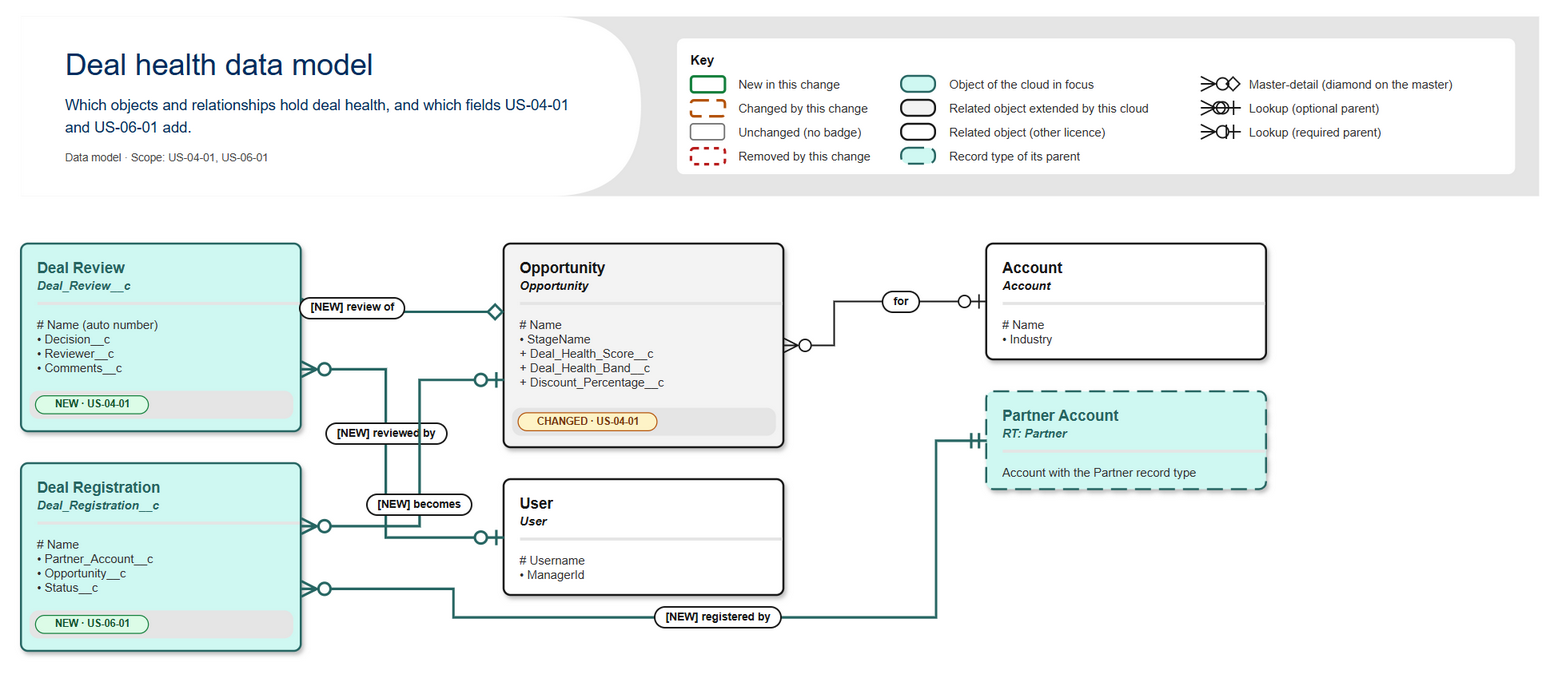 Deal health data model
Which objects and relationships hold deal health, and which fields US-04-01
and US-06-01 add.
Data model · Scope: US-04-01, US-06-01
Key
New in this change
Changed by this change
Unchanged (no badge)
Removed by this change
Object of the cloud in focus
Related object extended by this cloud
Related object (other licence)
Record type of its parent
Master-detail (diamond on the master)
Lookup (optional parent)
Lookup (required parent)
Deal Review
Deal_Review__c
# Name (auto number)
• Decision__c
• Reviewer__c
• Comments__c
NEW · US-04-01
[NEW] review of
Opportunity
Opportunity
# Name
• StageName
+ Deal_Health_Score__c
+ Deal_Health_Band__c
+ Discount_Percentage__c
CHANGED · US-04-01
for
Account
Account
# Name
• Industry
[NEW] reviewed by
Partner Account
RT: Partner
Account with the Partner record type
Deal Registration
Deal_Registration__c
# Name
• Partner_Account__c
• Opportunity__c
• Status__c
NEW · US-06-01
[NEW] becomes
User
User
# Username
• ManagerId
[NEW] registered by